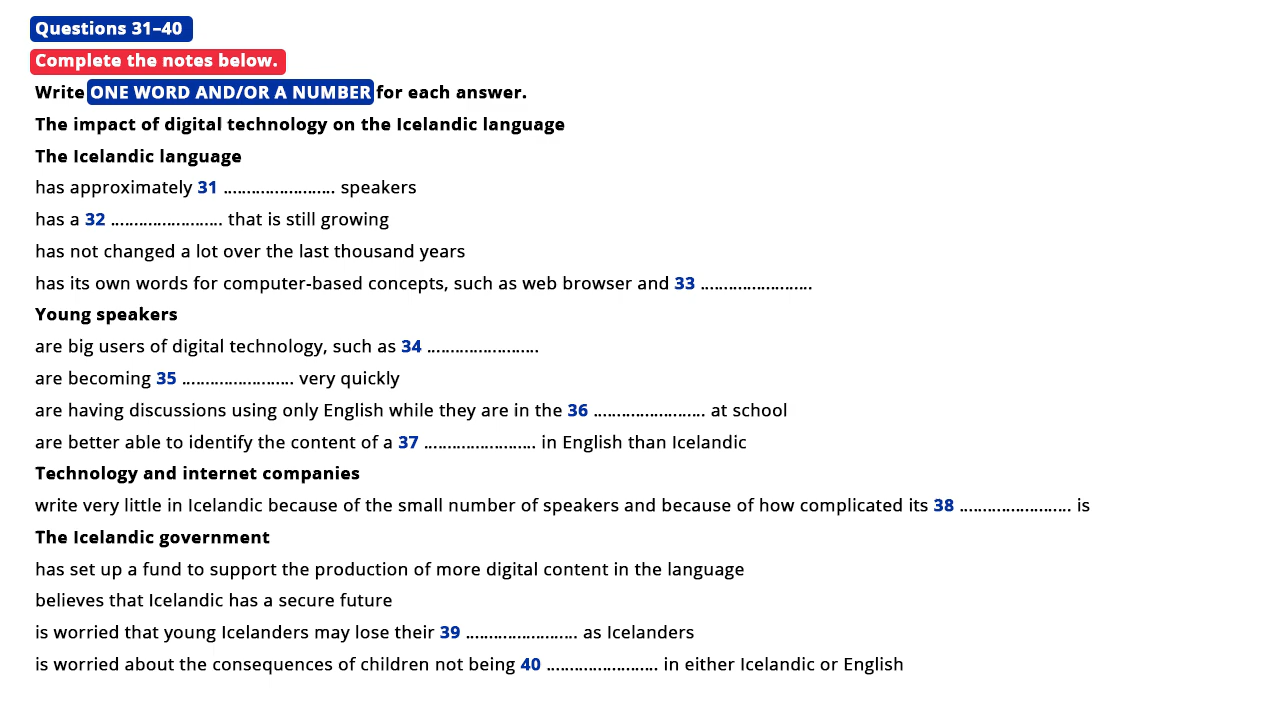 Questions 31–40
Complete the notes below.
Write ONE WORD AND/OR A NUMBER for each answer.
The impact of digital technology on the Icelandic language
The Icelandic language
has approximately 31 ........................ speakers
has a 32 ........................ that is still growing
has not changed a lot over the last thousand years
has its own words for computer-based concepts, such as web browser and 33 ........................
Young speakers
are big users of digital technology, such as 34 ........................
are becoming 35 ........................ very quickly
are having discussions using only English while they are in the 36 ........................ at school
are better able to identify the content of a 37 ........................ in English than Icelandic
Technology and internet companies
write very little in Icelandic because of the small number of speakers and because of how complicated its 38 ........................ is
The Icelandic government
has set up a fund to support the production of more digital content in the language
believes that Icelandic has a secure future
is worried that young Icelanders may lose their 39 ........................ as Icelanders
is worried about the consequences of children not being 40 ........................ in either Icelandic or English